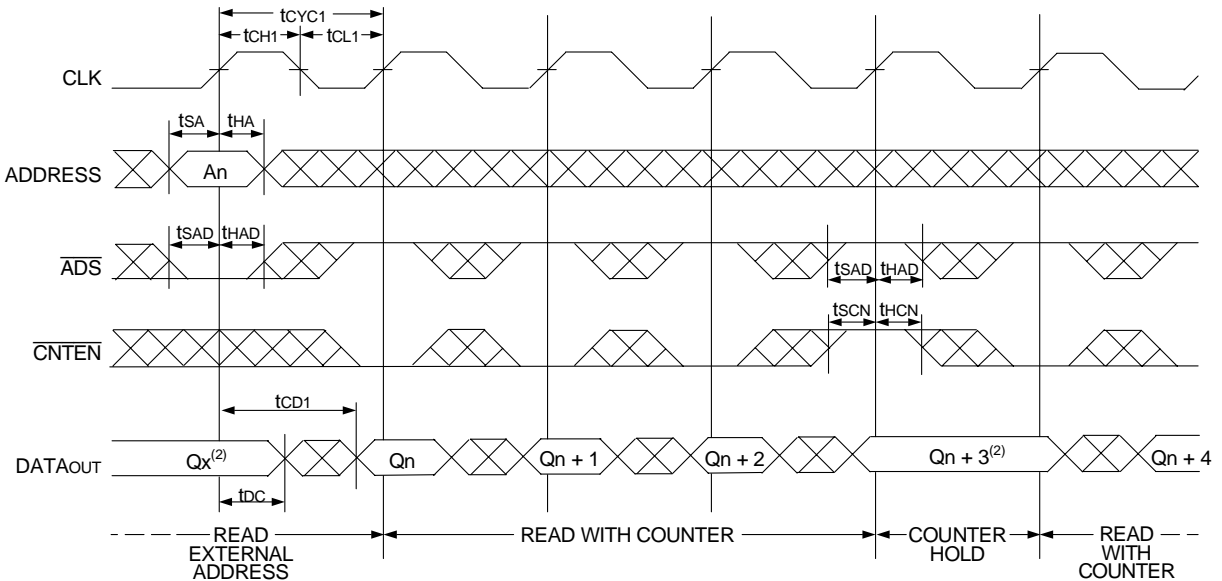 tCYC1
tCH1 tCL1
CLK
tSA tHA
ADDRESS An
tSAD tHAD
ADS
tSAD tHAD
tSCN tHCN
CNTEN
tCD1
DATAOUT Qx(2) Qn Qn + 1 Qn + 2 Qn + 3(2) Qn + 4
tDC
READ EXTERNAL ADDRESS
READ WITH COUNTER
COUNTER HOLD
READ WITH COUNTER